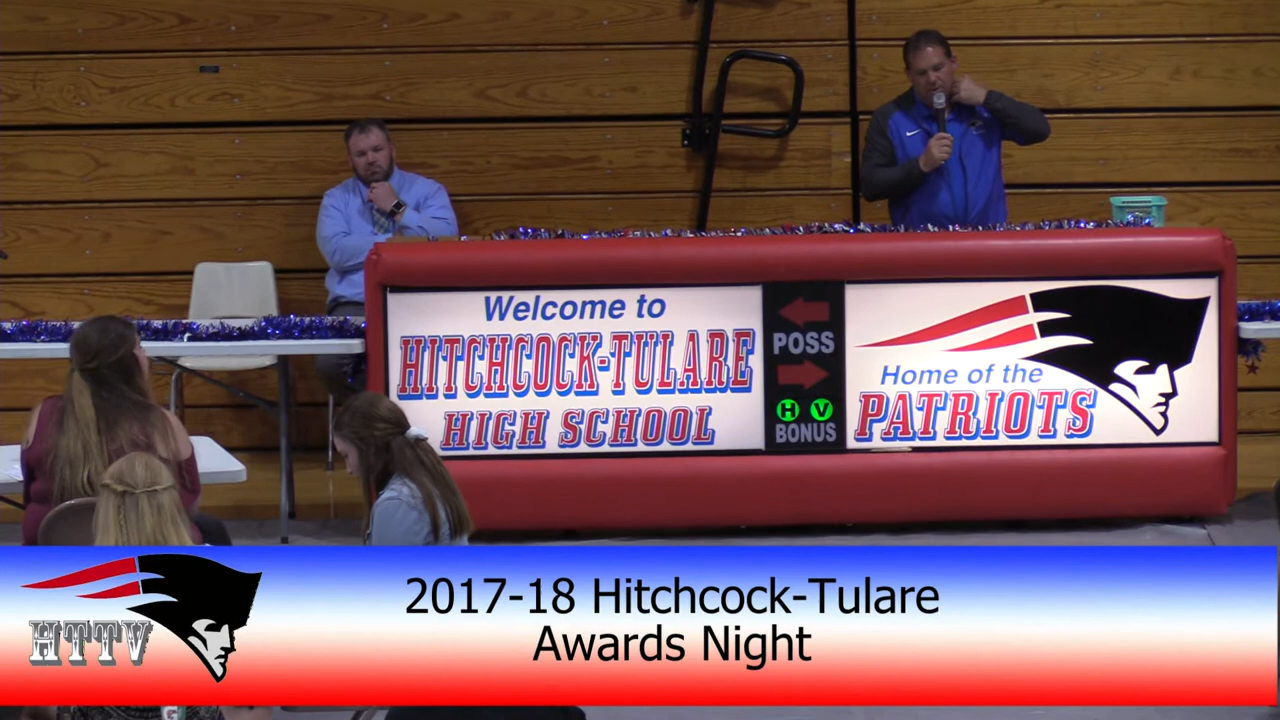 Welcome to
HITCHCOCK-TULARE
HIGH SCHOOL
POSS
H V
BONUS
Home of the
PATRIOTS
HTTV
2017-18 Hitchcock-Tulare
Awards Night